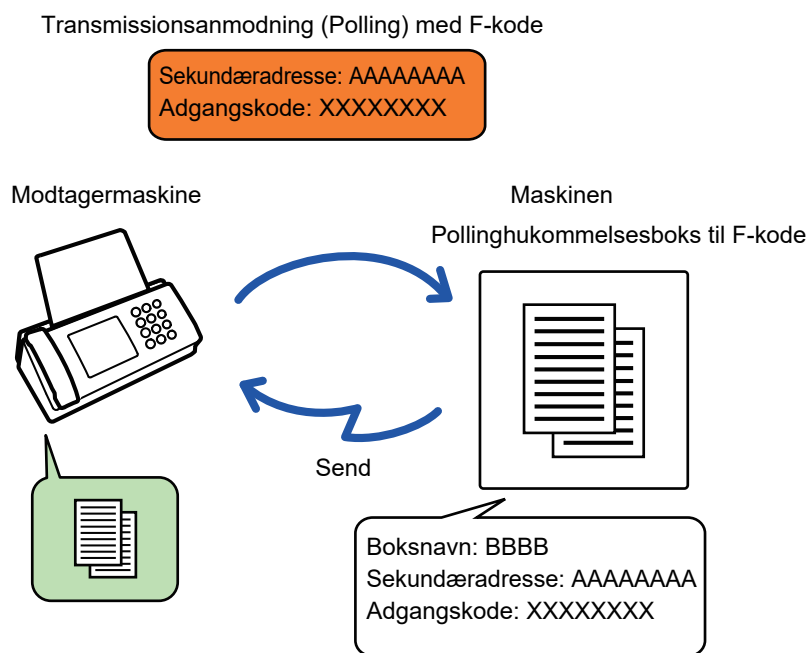 Transmissionsanmodning (Polling) med F-kode
Sekundæradresse: AAAAAAAA
Adgangskode: XXXXXXXX
Modtagermaskine
Maskinen
Pollinghukommelsesboks til F-kode
Send
Boksnavn: BBBB
Sekundæradresse: AAAAAAAA
Adgangskode: XXXXXXXX